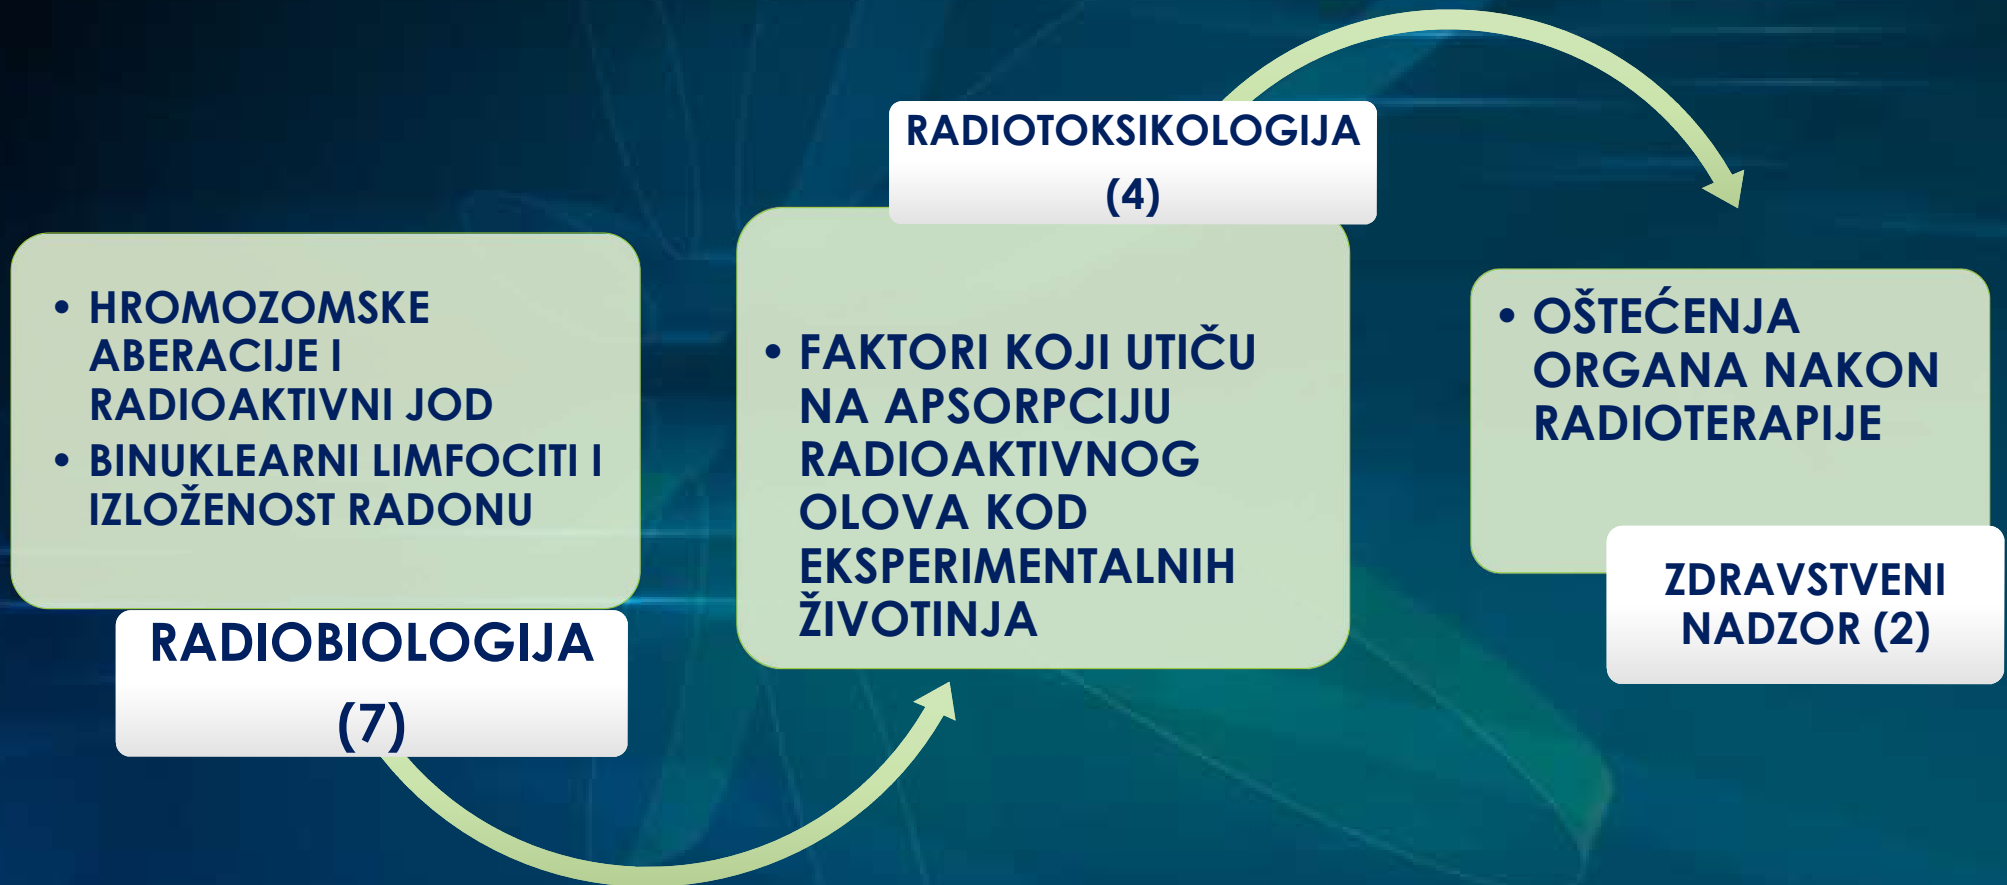 • HROMOZOMSKE
ABERACIJE I
RADIOAKTIVNI JOD
• BINUKLEARNI LIMFOCITI I
IZLOŽENOST RADONU
RADIOBIOLOGIJA
(7)
RADIOTOKSIKOLOGIJA
(4)
• FAKTORI KOJI UTIČU
NA APSORPCIJU
RADIOAKTIVNOG
OLOVA KOD
EKSPERIMENTALNIH
ŽIVOTINJA
• OŠTEĆENJA
ORGANA NAKON
RADIOTERAPIJE
ZDRAVSTVENI
NADZOR (2)